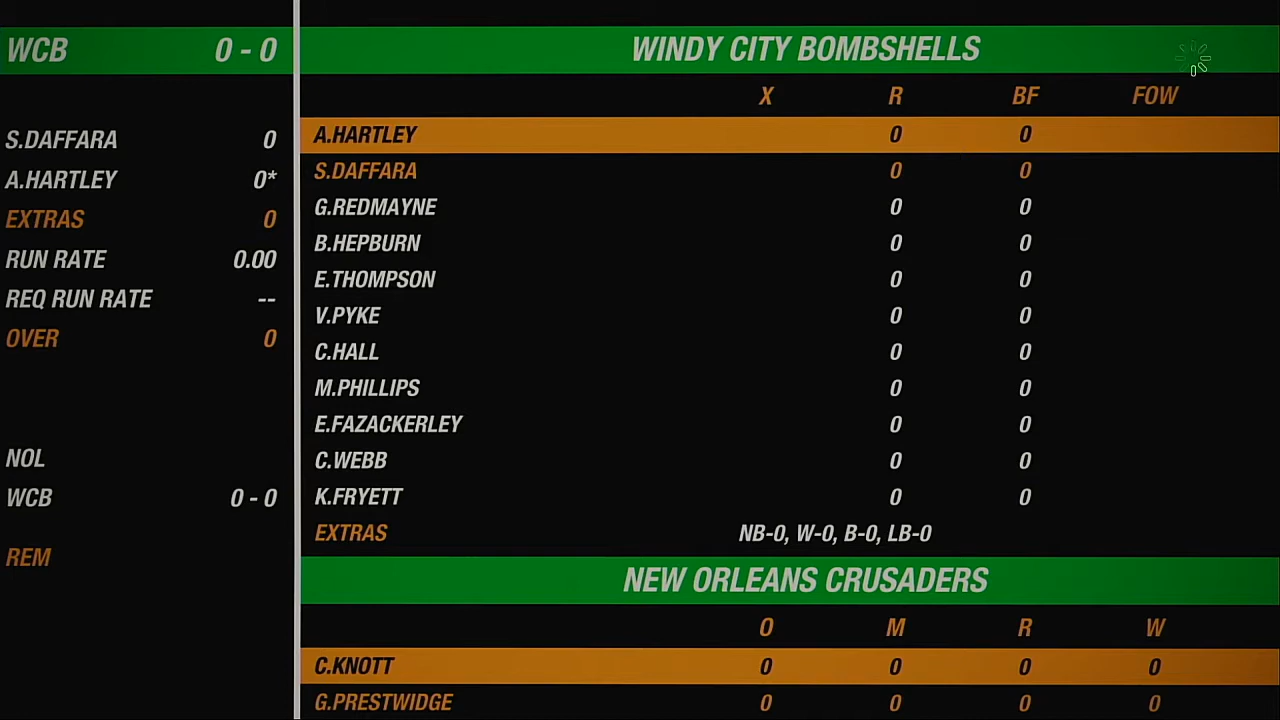 WCB 0 - 0
S.DAFFARA 0
A.HARTLEY 0*
EXTRAS 0
RUN RATE 0.00
REQ RUN RATE --
OVER 0
NOL
WCB 0 - 0
REM
WINDY CITY BOMBSHELLS
X R BF FOW
A.HARTLEY 0 0
S.DAFFARA 0 0
G.REDMAYNE 0 0
B.HEPBURN 0 0
E.THOMPSON 0 0
V.PYKE 0 0
C.HALL 0 0
M.PHILLIPS 0 0
E.FAZACKERLEY 0 0
C.WEBB 0 0
K.FRYETT 0 0
EXTRAS NB-0, W-0, B-0, LB-0
NEW ORLEANS CRUSADERS
O M R W
C.KNOTT 0 0 0 0
G.PRESTWIDGE 0 0 0 0